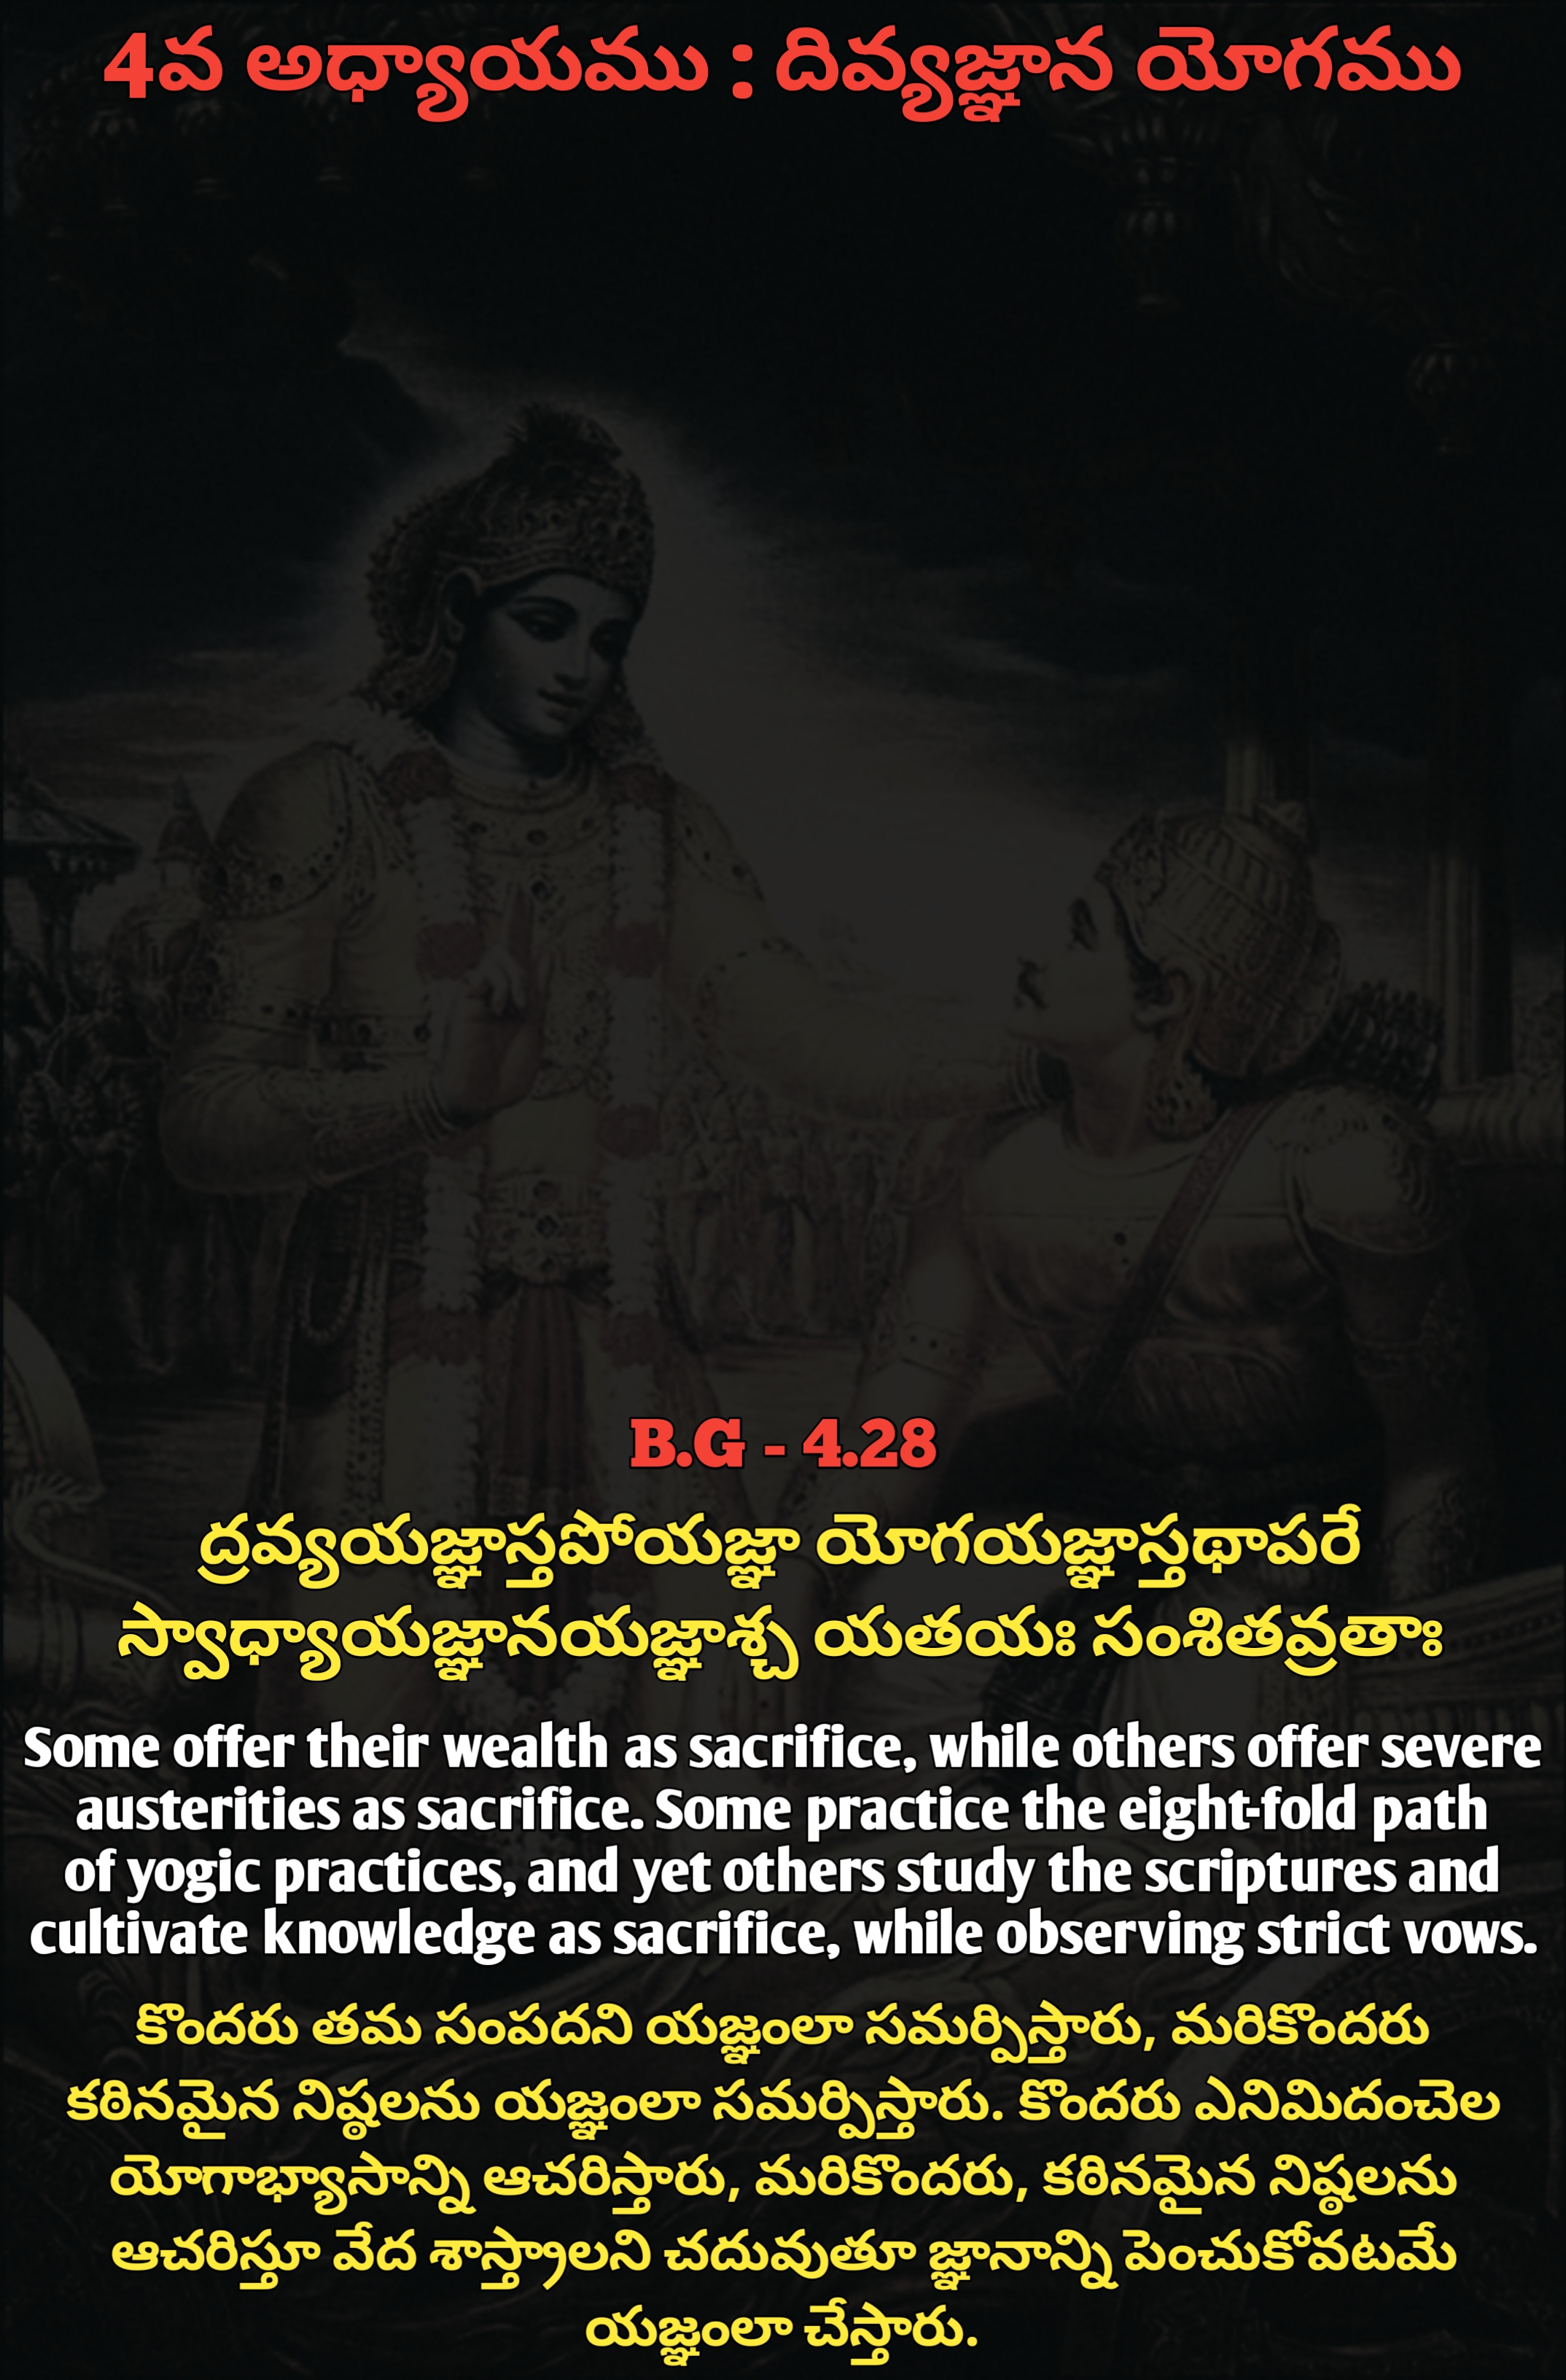 4వ అధ్యాయము : దివ్యజ్ఞాన యోగము
B.G - 4.28
ద్రవ్యయజ్ఞాస్తపోయజ్ఞా యోగయజ్ఞాస్తథాపరే
స్వాధ్యాయజ్ఞానయజ్ఞాశ్చ యతయః సంశితవ్రతాః
Some offer their wealth as sacrifice, while others offer severe
austerities as sacrifice. Some practice the eight-fold path
of yogic practices, and yet others study the scriptures and
cultivate knowledge as sacrifice, while observing strict vows.
కొందరు తమ సంపదని యజ్ఞంలా సమర్పిస్తారు, మరికొందరు
కఠినమైన నిష్ఠలను యజ్ఞంలా సమర్పిస్తారు. కొందరు ఎనిమిదంచెల
యోగాభ్యాసాన్ని ఆచరిస్తారు, మరికొందరు, కఠినమైన నిష్ఠలను
ఆచరిస్తూ వేద శాస్త్రాలని చదువుతూ జ్ఞానాన్ని పెంచుకోవటమే
యజ్ఞంలా చేస్తారు.